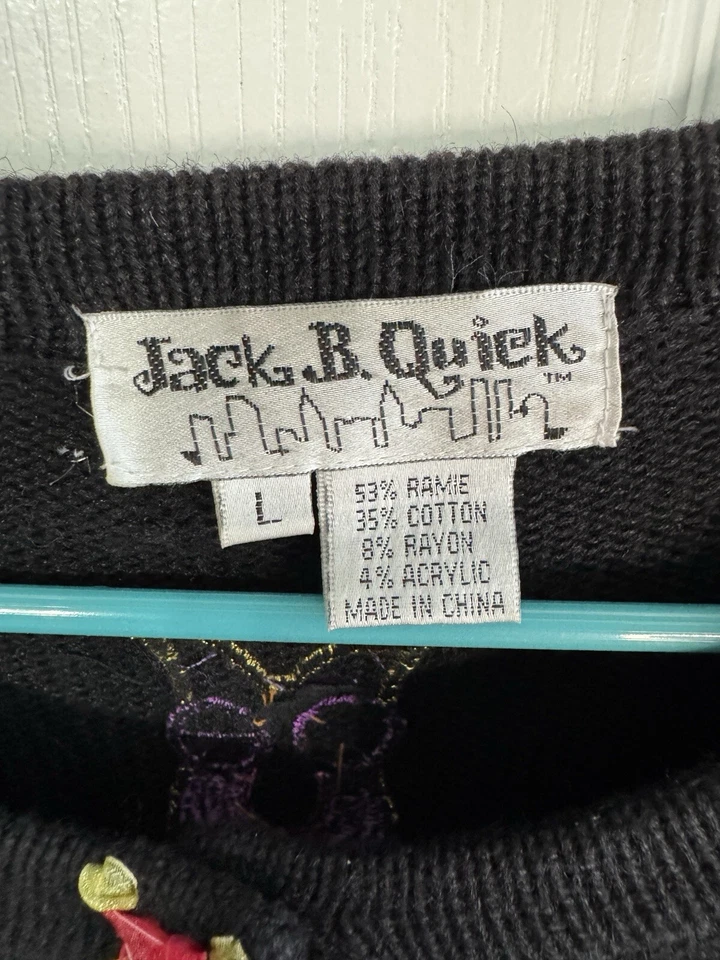 Jack. B. Quick ™
L
53% RAMIE
35% COTTON
8% RAYON
4% ACRYLIC
MADE IN CHINA